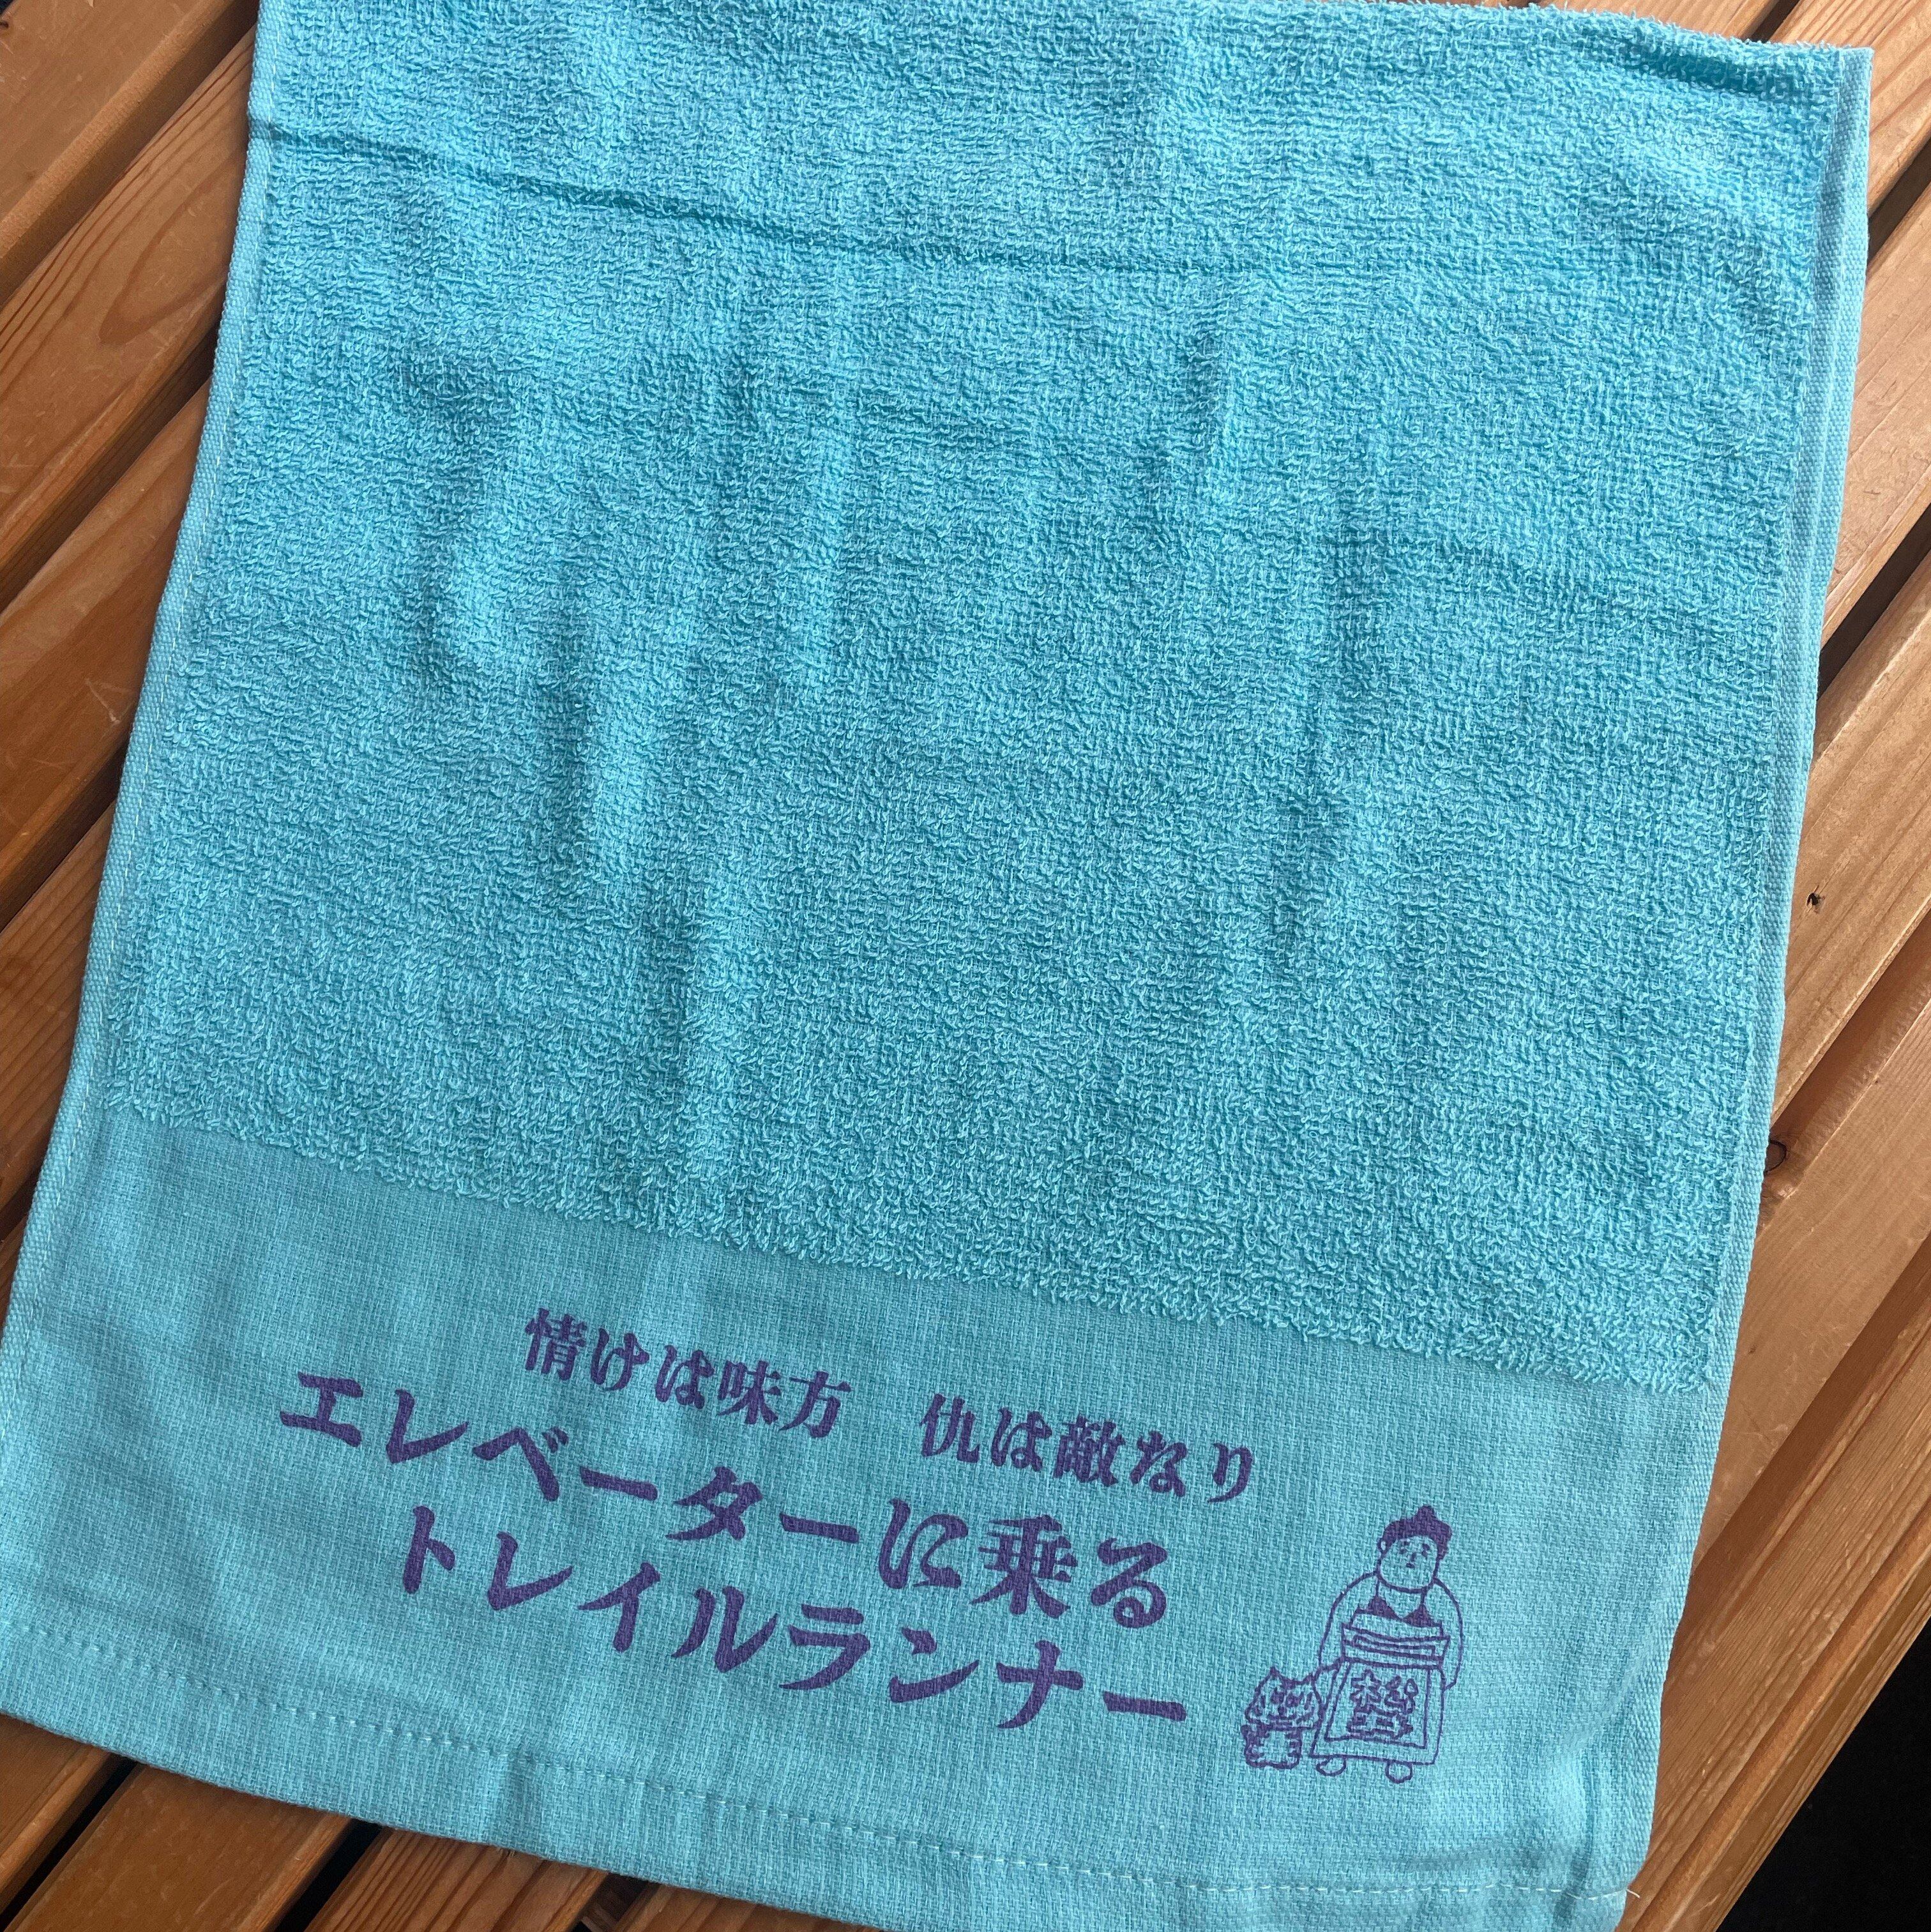 情けは味方　仇は敵なり
エレベーターに乗る
トレイルランナー